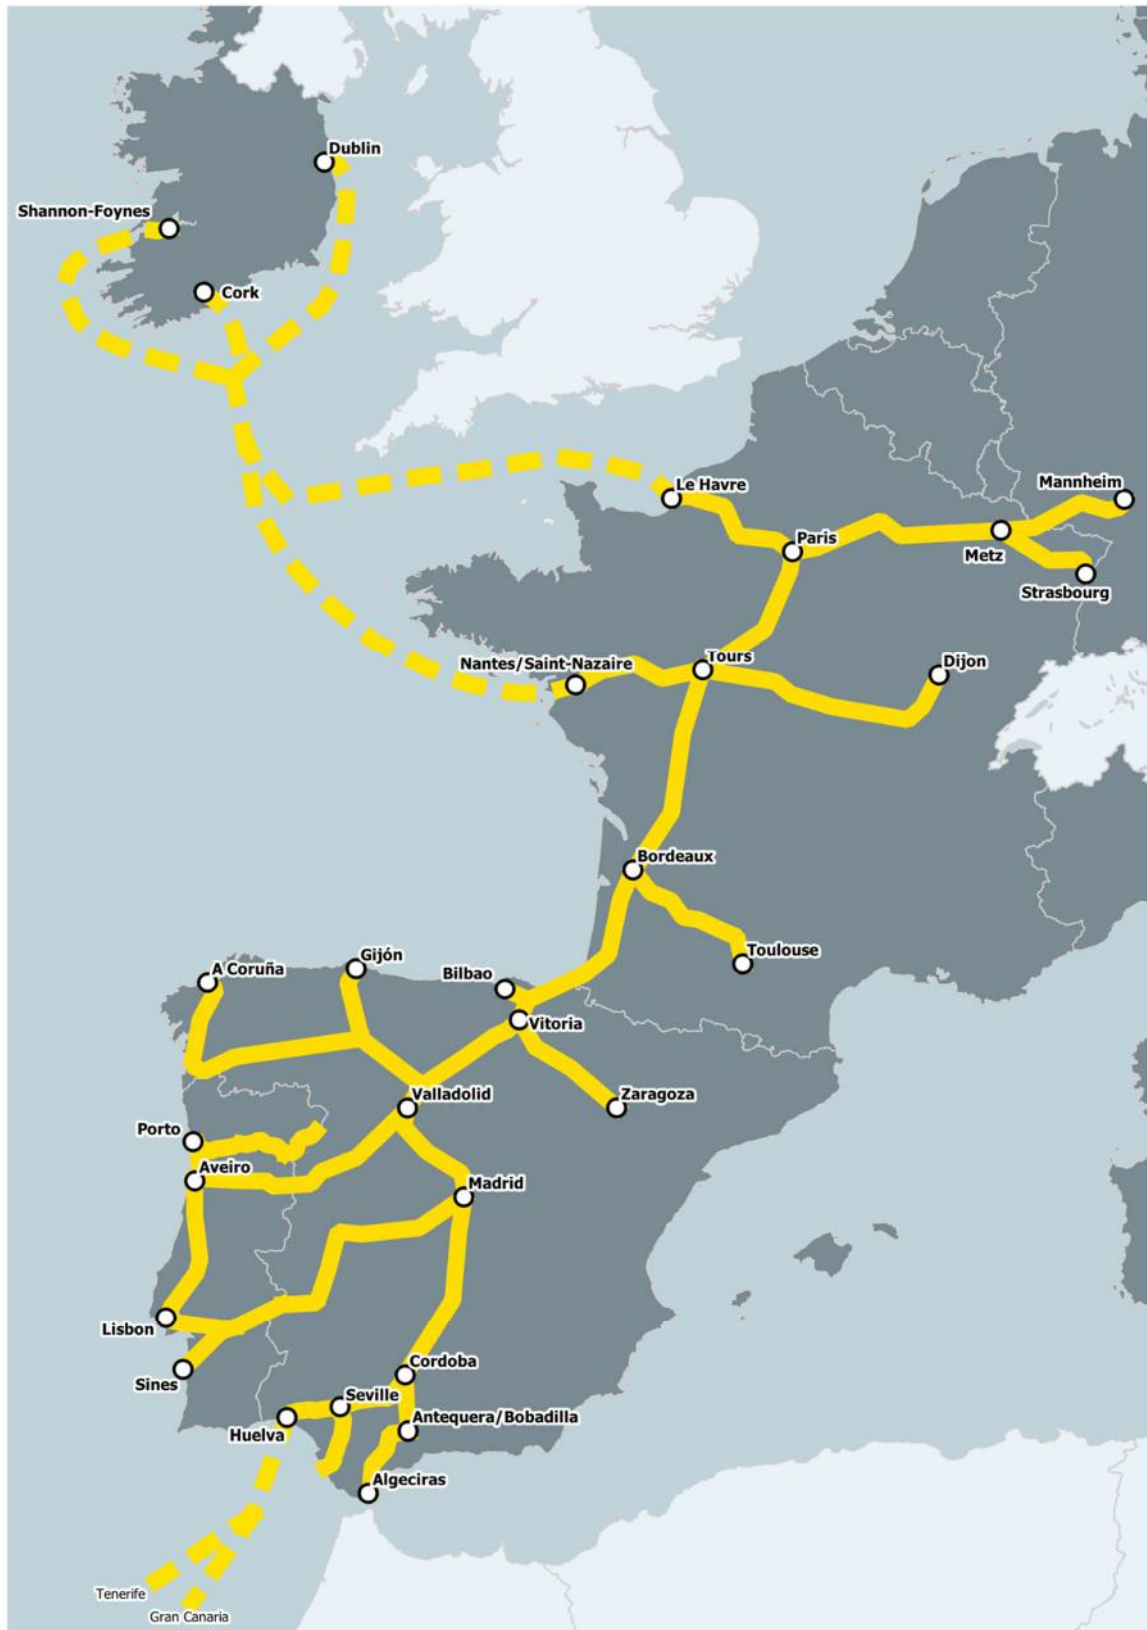 Dublin
Shannon-Foynes
Cork
Le Havre
Mannheim
Paris
Metz
Strasbourg
Nantes/Saint-Nazaire
Tours
Dijon
Bordeaux
Toulouse
Gijón
A Coruña
Bilbao
Vitoria
Valladolid
Zaragoza
Porto
Aveiro
Madrid
Lisbon
Sines
Cordoba
Seville
Antequera/Bobadilla
Huelva
Algeciras
Tenerife
Gran Canaria